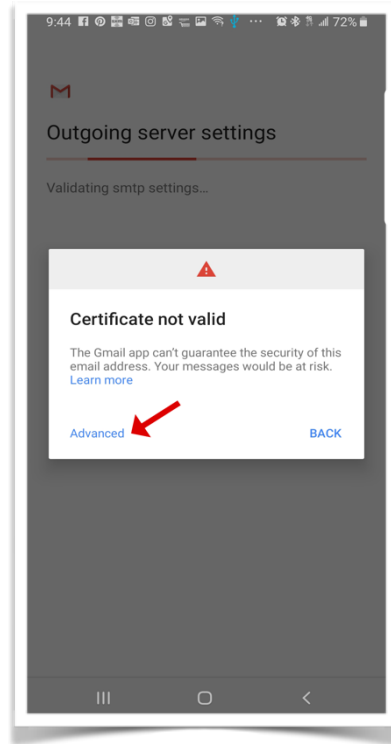 9:44 72%
Outgoing server settings
Validating smtp settings...
Certificate not valid
The Gmail app can't guarantee the security of this
email address. Your messages would be at risk.
Learn more
Advanced BACK